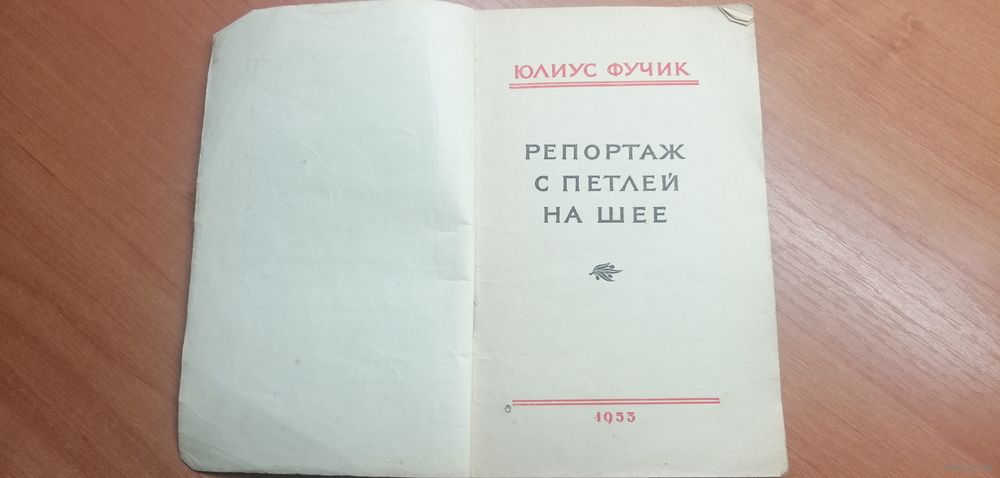 ЮЛИУС ФУЧИК
РЕПОРТАЖ
С ПЕТЛЕЙ
НА ШЕЕ
1953